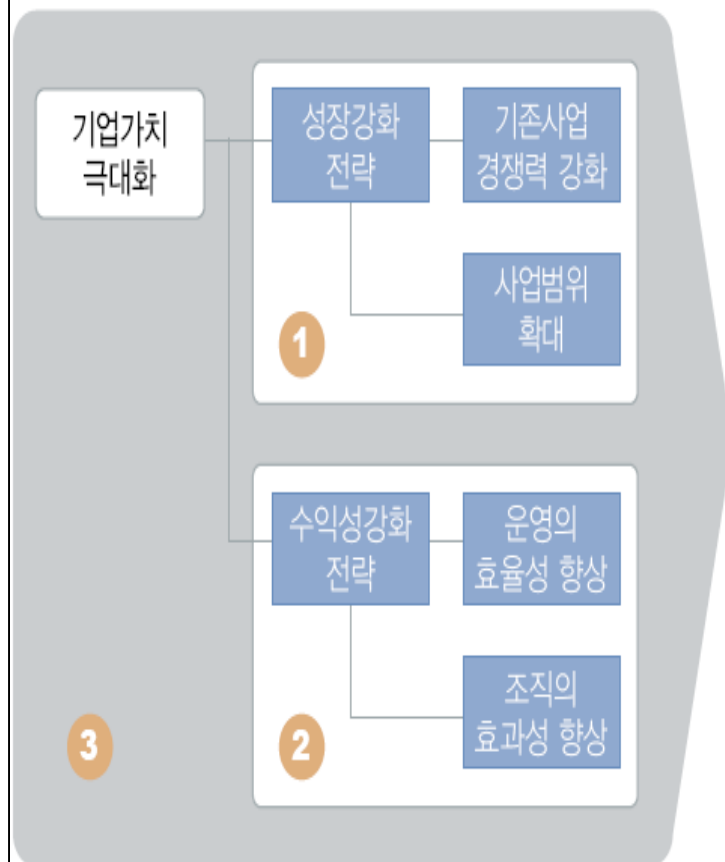 기업가치
극대화
성장강화
전략
기존사업
경쟁력 강화
사업범위
확대
1
수익성강화
전략
운영의
효율성 향상
조직의
효과성 향상
2
3